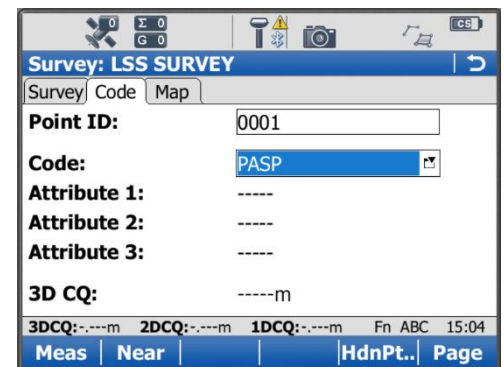 0 Σ 0 CS
G 0
Survey: LSS SURVEY
Survey Code Map
Point ID: 0001
Code: PASP
Attribute 1: -----
Attribute 2: -----
Attribute 3: -----
3D CQ: -----m
3DCQ:-.---m 2DCQ:-.---m 1DCQ:-.---m Fn ABC 15:04
Meas Near HdnPt.. Page